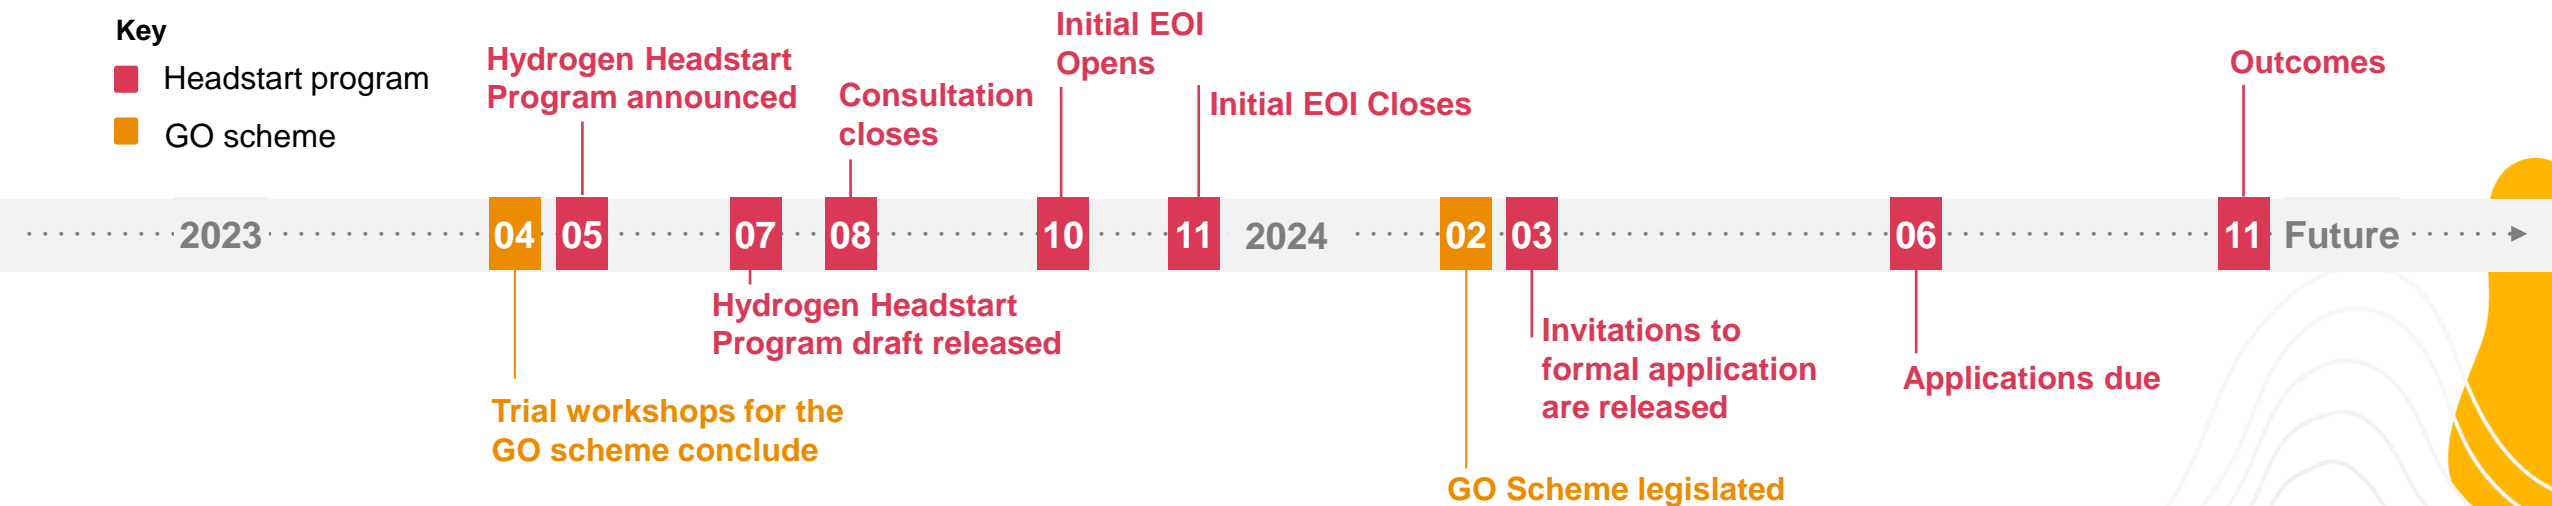 Key
Headstart program
GO scheme
Hydrogen Headstart
Program announced
Consultation
closes
Initial EOI
Opens
Initial EOI Closes
Outcomes
2023 04 05 07 08 10 11 2024 02 03 06 11 Future
Hydrogen Headstart
Program draft released
Trial workshops for the
GO scheme conclude
Invitations to
formal application
are released
Applications due
GO Scheme legislated